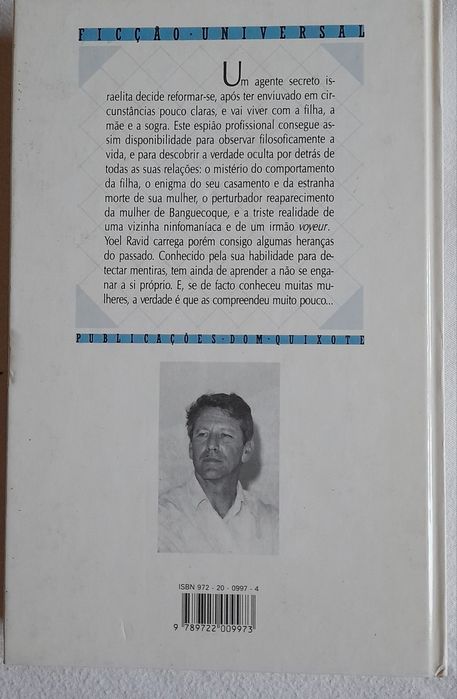 FICÇÃO · UNIVERSAL
Um agente secreto is-
raelita decide reformar-se, após ter enviuvado em cir-
cunstâncias pouco claras, e vai viver com a filha, a
mãe e a sogra. Este espião profissional consegue as-
sim disponibilidade para observar filosoficamente a
vida, e para descobrir a verdade oculta por detrás de
todas as suas relações: o mistério do comportamento
da filha, o enigma do seu casamento e da estranha
morte de sua mulher, o perturbador reaparecimento
da mulher de Banguecoque, e a triste realidade de
uma vizinha ninfomaníaca e de um irmão voyeur.
Yoel Ravid carrega porém consigo algumas heranças
do passado. Conhecido pela sua habilidade para de-
tectar mentiras, tem ainda de aprender a não se enga-
nar a si próprio. E, se de facto conheceu muitas mu-
lheres, a verdade é que as compreendeu muito pouco...
PUBLICAÇÕES · DOM · QUIXOTE
ISBN 972 - 20 - 0997 - 4
9 789722 009973